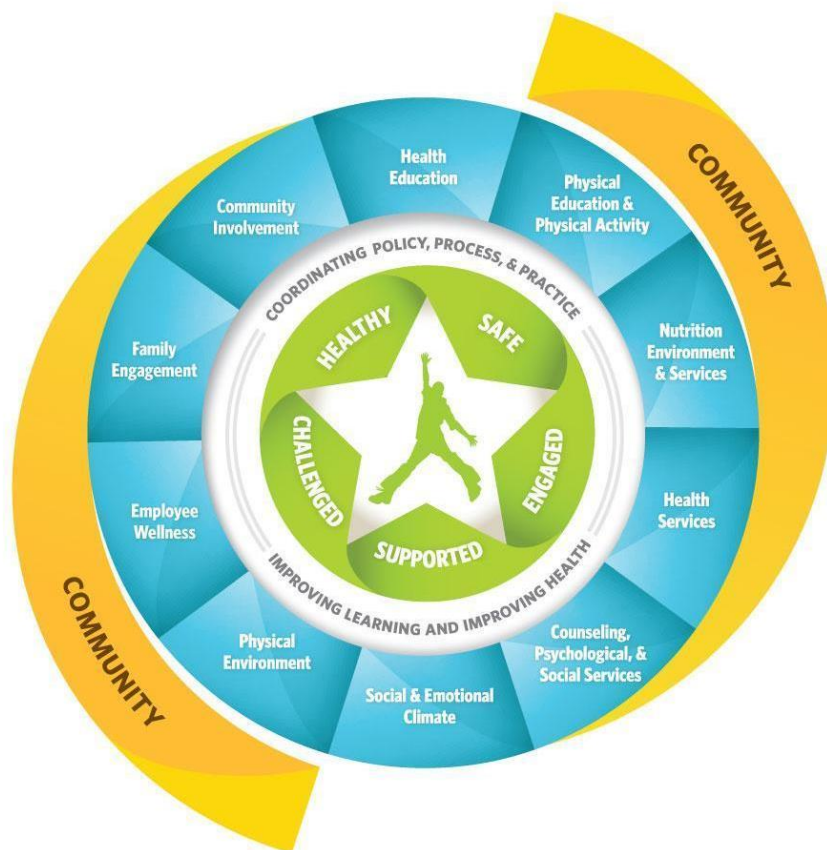 COMMUNITY
Health
Education
Physical
Education &
Physical Activity
Nutrition
Environment
& Services
Health
Services
Counseling,
Psychological, &
Social Services
Social & Emotional
Climate
Physical
Environment
Employee
Wellness
Family
Engagement
Community
Involvement
COORDINATING POLICY, PROCESS, & PRACTICE
IMPROVING LEARNING AND IMPROVING HEALTH
HEALTHY
SAFE
ENGAGED
SUPPORTED
CHALLENGED
COMMUNITY